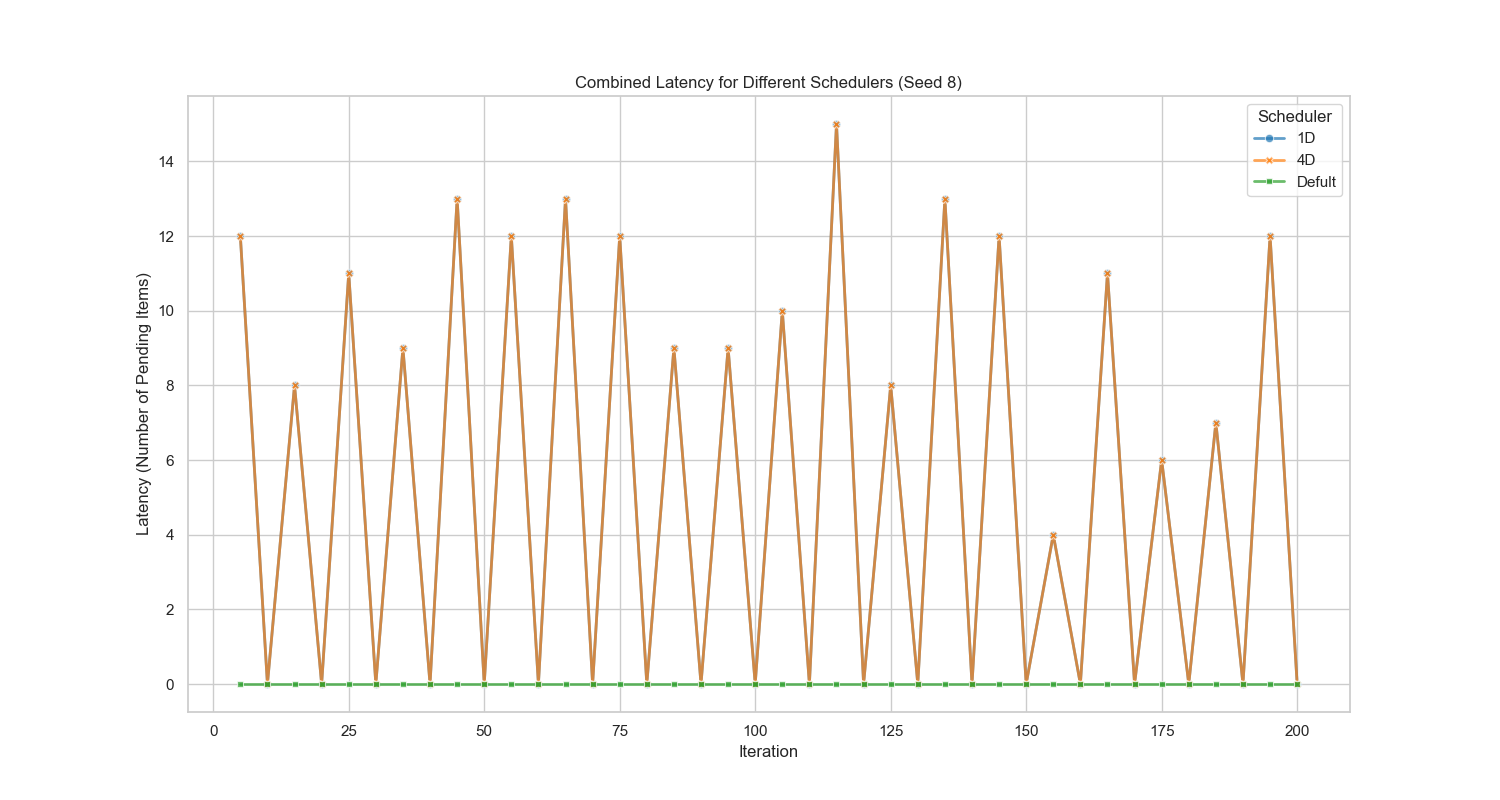 Combined Latency for Different Schedulers (Seed 8)
Scheduler
1D
4D
Defult
Latency (Number of Pending Items)
14
12
10
8
6
4
2
0
0 25 50 75 100 125 150 175 200
Iteration